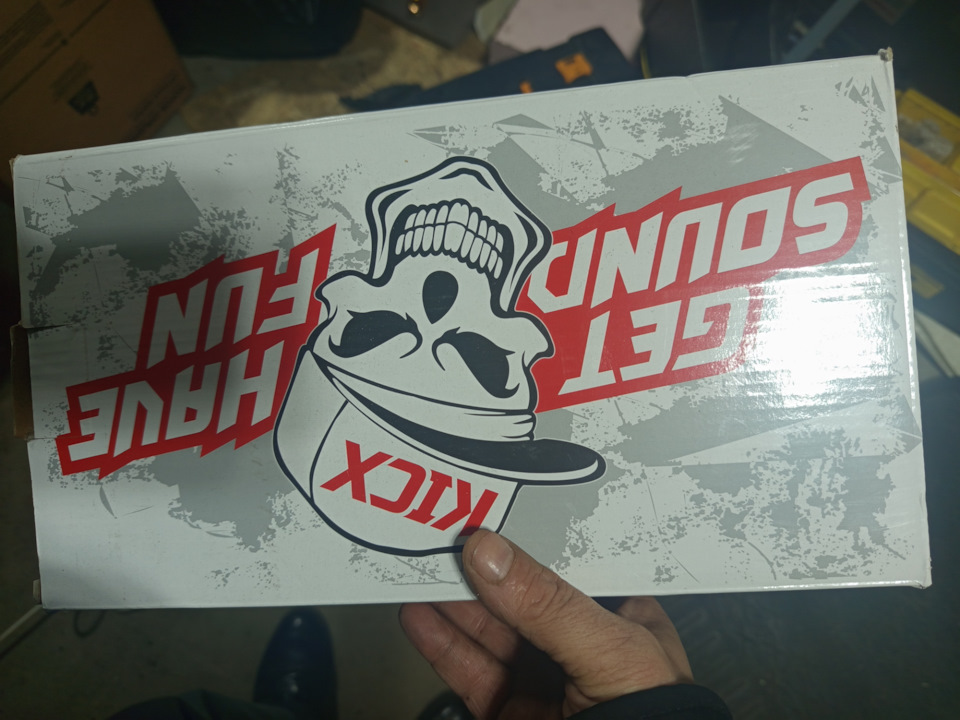 GET
SOUND
HAVE
FUN
KICX